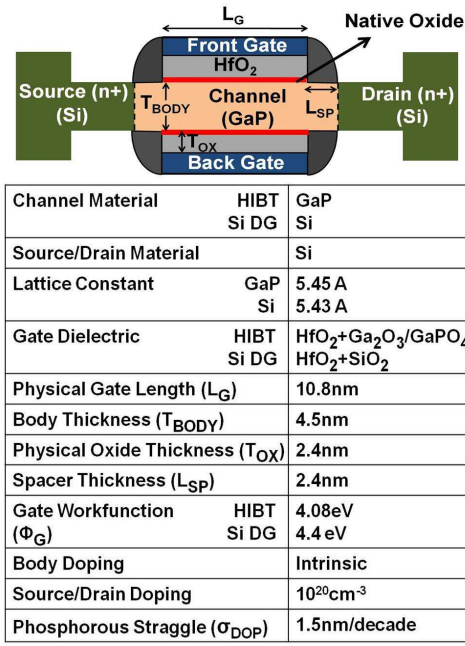 L_G
Native Oxide
Front Gate
HfO₂
Source (n+)
(Si)
T_BODY
Channel
(GaP)
L_SP
Drain (n+)
(Si)
T_OX
Back Gate
Channel Material HIBT GaP
Si DG Si
Source/Drain Material Si
Lattice Constant GaP 5.45 A
Si 5.43 A
Gate Dielectric HIBT HfO₂+Ga₂O₃/GaPO₄
Si DG HfO₂+SiO₂
Physical Gate Length (L_G) 10.8nm
Body Thickness (T_BODY) 4.5nm
Physical Oxide Thickness (T_OX) 2.4nm
Spacer Thickness (L_SP) 2.4nm
Gate Workfunction HIBT 4.08eV
(Φ_G) Si DG 4.4 eV
Body Doping Intrinsic
Source/Drain Doping 10²⁰cm⁻³
Phosphorous Straggle (σ_DOP) 1.5nm/decade